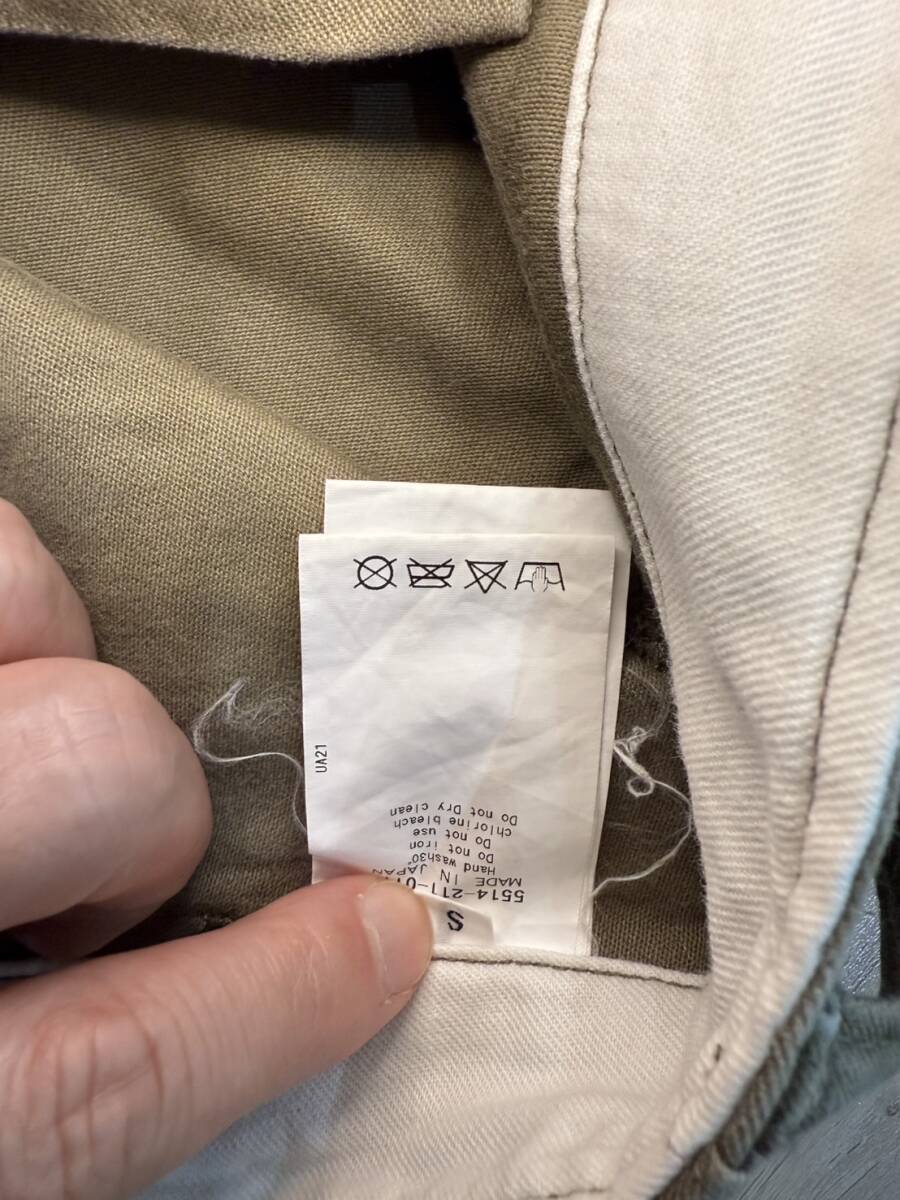 S
5514-211-0
MADE IN JAPAN
Hand wash30°
Do not iron
Do not use
chlorine bleach
Do not Dry clean
UA21